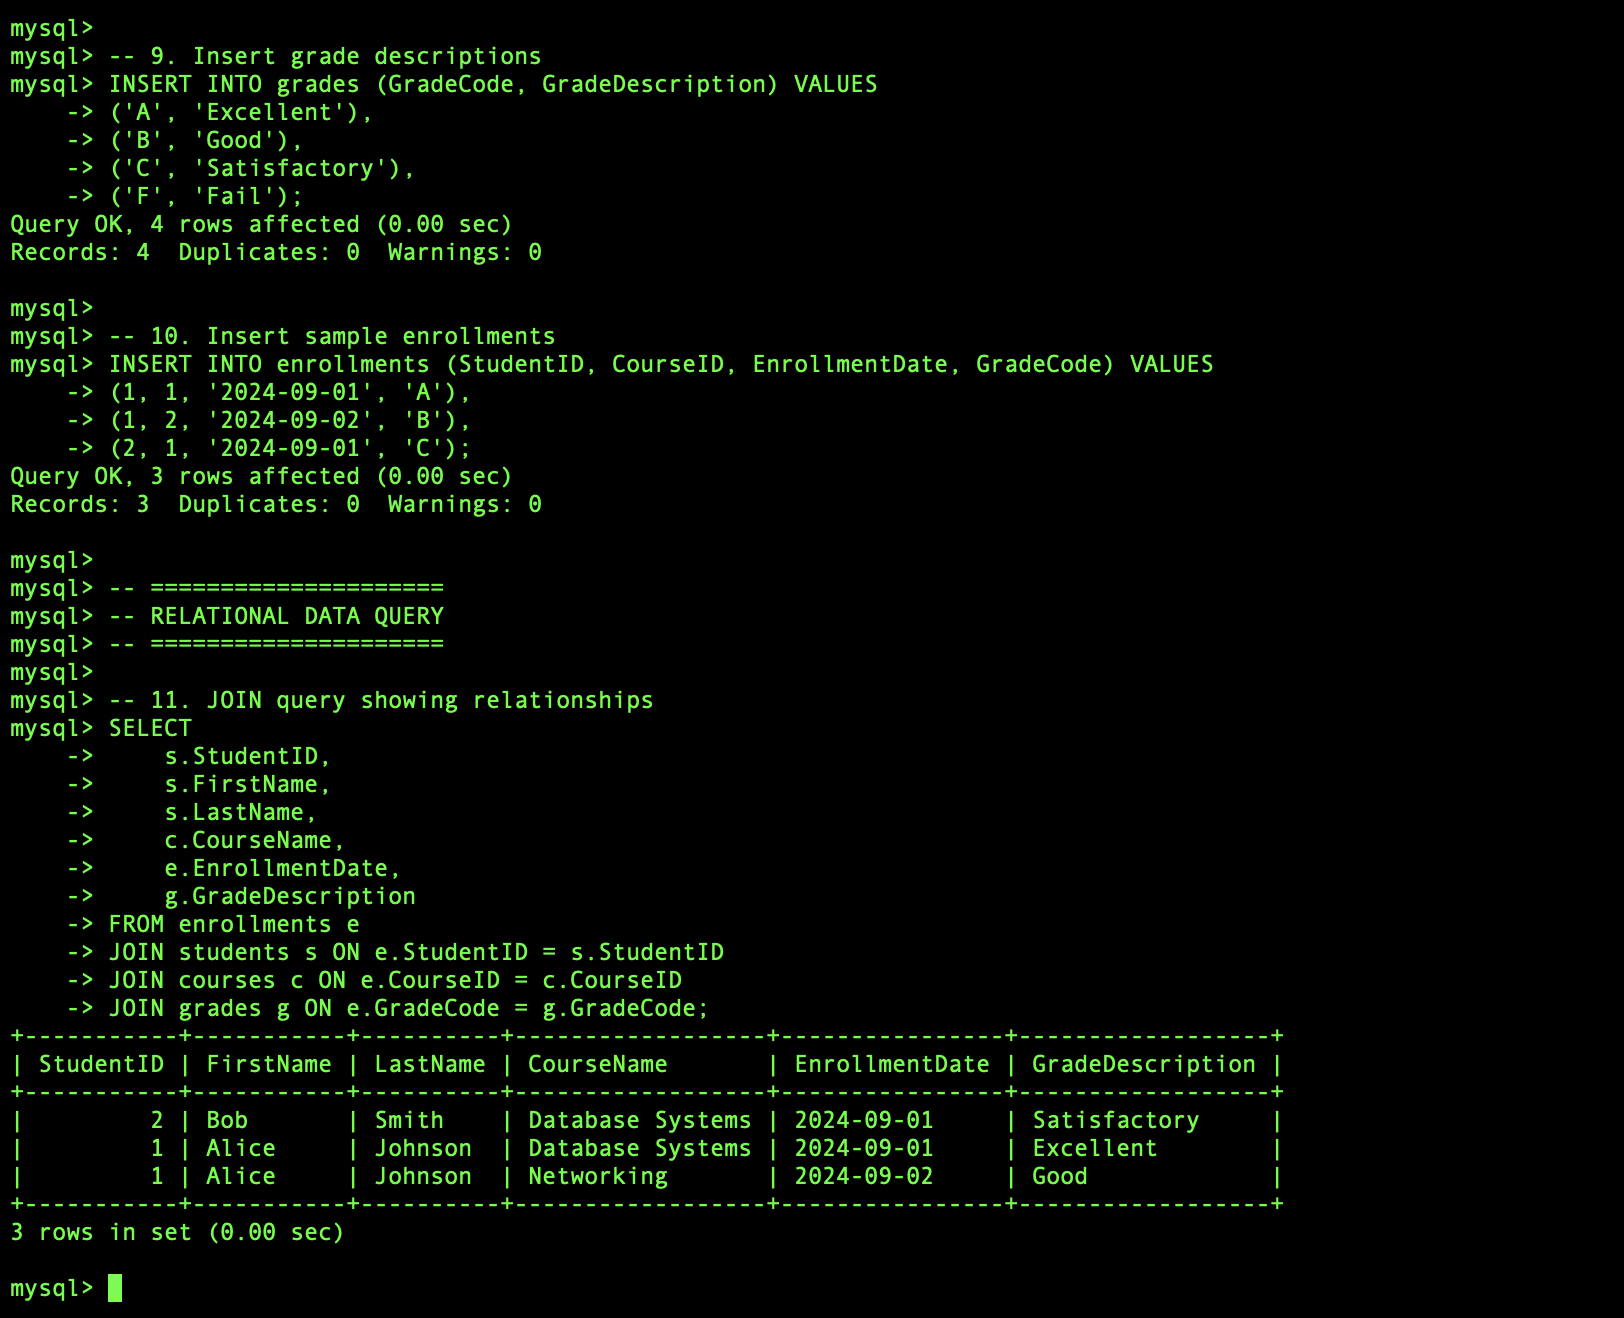 mysql>
mysql> -- 9. Insert grade descriptions
mysql> INSERT INTO grades (GradeCode, GradeDescription) VALUES
    -> ('A', 'Excellent'),
    -> ('B', 'Good'),
    -> ('C', 'Satisfactory'),
    -> ('F', 'Fail');
Query OK, 4 rows affected (0.00 sec)
Records: 4  Duplicates: 0  Warnings: 0

mysql>
mysql> -- 10. Insert sample enrollments
mysql> INSERT INTO enrollments (StudentID, CourseID, EnrollmentDate, GradeCode) VALUES
    -> (1, 1, '2024-09-01', 'A'),
    -> (1, 2, '2024-09-02', 'B'),
    -> (2, 1, '2024-09-01', 'C');
Query OK, 3 rows affected (0.00 sec)
Records: 3  Duplicates: 0  Warnings: 0

mysql>
mysql> -- =====================
mysql> -- RELATIONAL DATA QUERY
mysql> -- =====================
mysql>
mysql> -- 11. JOIN query showing relationships
mysql> SELECT
    ->     s.StudentID,
    ->     s.FirstName,
    ->     s.LastName,
    ->     c.CourseName,
    ->     e.EnrollmentDate,
    ->     g.GradeDescription
    -> FROM enrollments e
    -> JOIN students s ON e.StudentID = s.StudentID
    -> JOIN courses c ON e.CourseID = c.CourseID
    -> JOIN grades g ON e.GradeCode = g.GradeCode;
+-----------+-----------+----------+------------------+----------------+------------------+
| StudentID | FirstName | LastName | CourseName       | EnrollmentDate | GradeDescription |
+-----------+-----------+----------+------------------+----------------+------------------+
|         2 | Bob       | Smith    | Database Systems | 2024-09-01     | Satisfactory     |
|         1 | Alice     | Johnson  | Database Systems | 2024-09-01     | Excellent        |
|         1 | Alice     | Johnson  | Networking       | 2024-09-02     | Good             |
+-----------+-----------+----------+------------------+----------------+------------------+
3 rows in set (0.00 sec)

mysql>